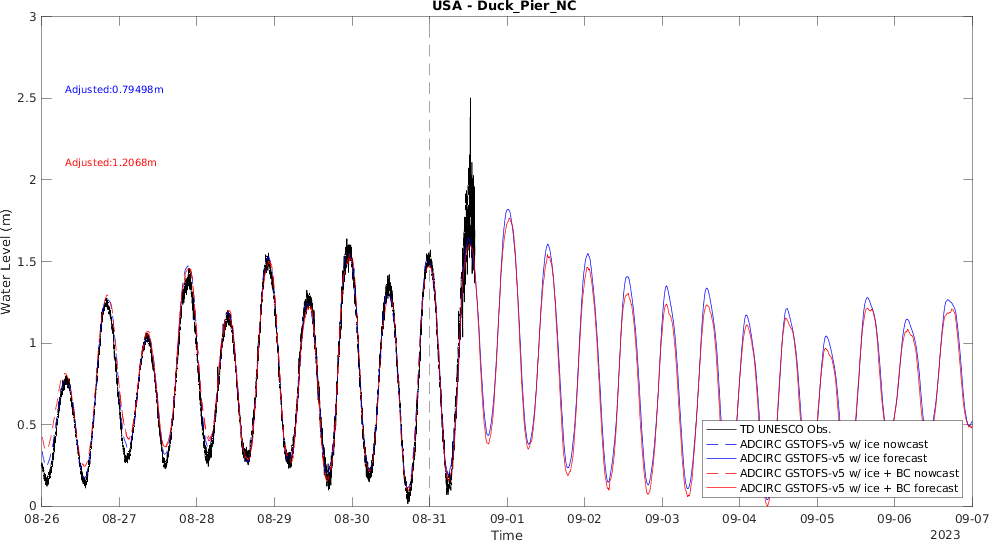 USA - Duck_Pier_NC
3
2.5
2
1.5
1
0.5
0
Water Level (m)
Adjusted:0.79498m
Adjusted:1.2068m
TD UNESCO Obs.
ADCIRC GSTOFS-v5 w/ ice nowcast
ADCIRC GSTOFS-v5 w/ ice forecast
ADCIRC GSTOFS-v5 w/ ice + BC nowcast
ADCIRC GSTOFS-v5 w/ ice + BC forecast
08-26 08-27 08-28 08-29 08-30 08-31 09-01 09-02 09-03 09-04 09-05 09-06 09-07
Time
2023